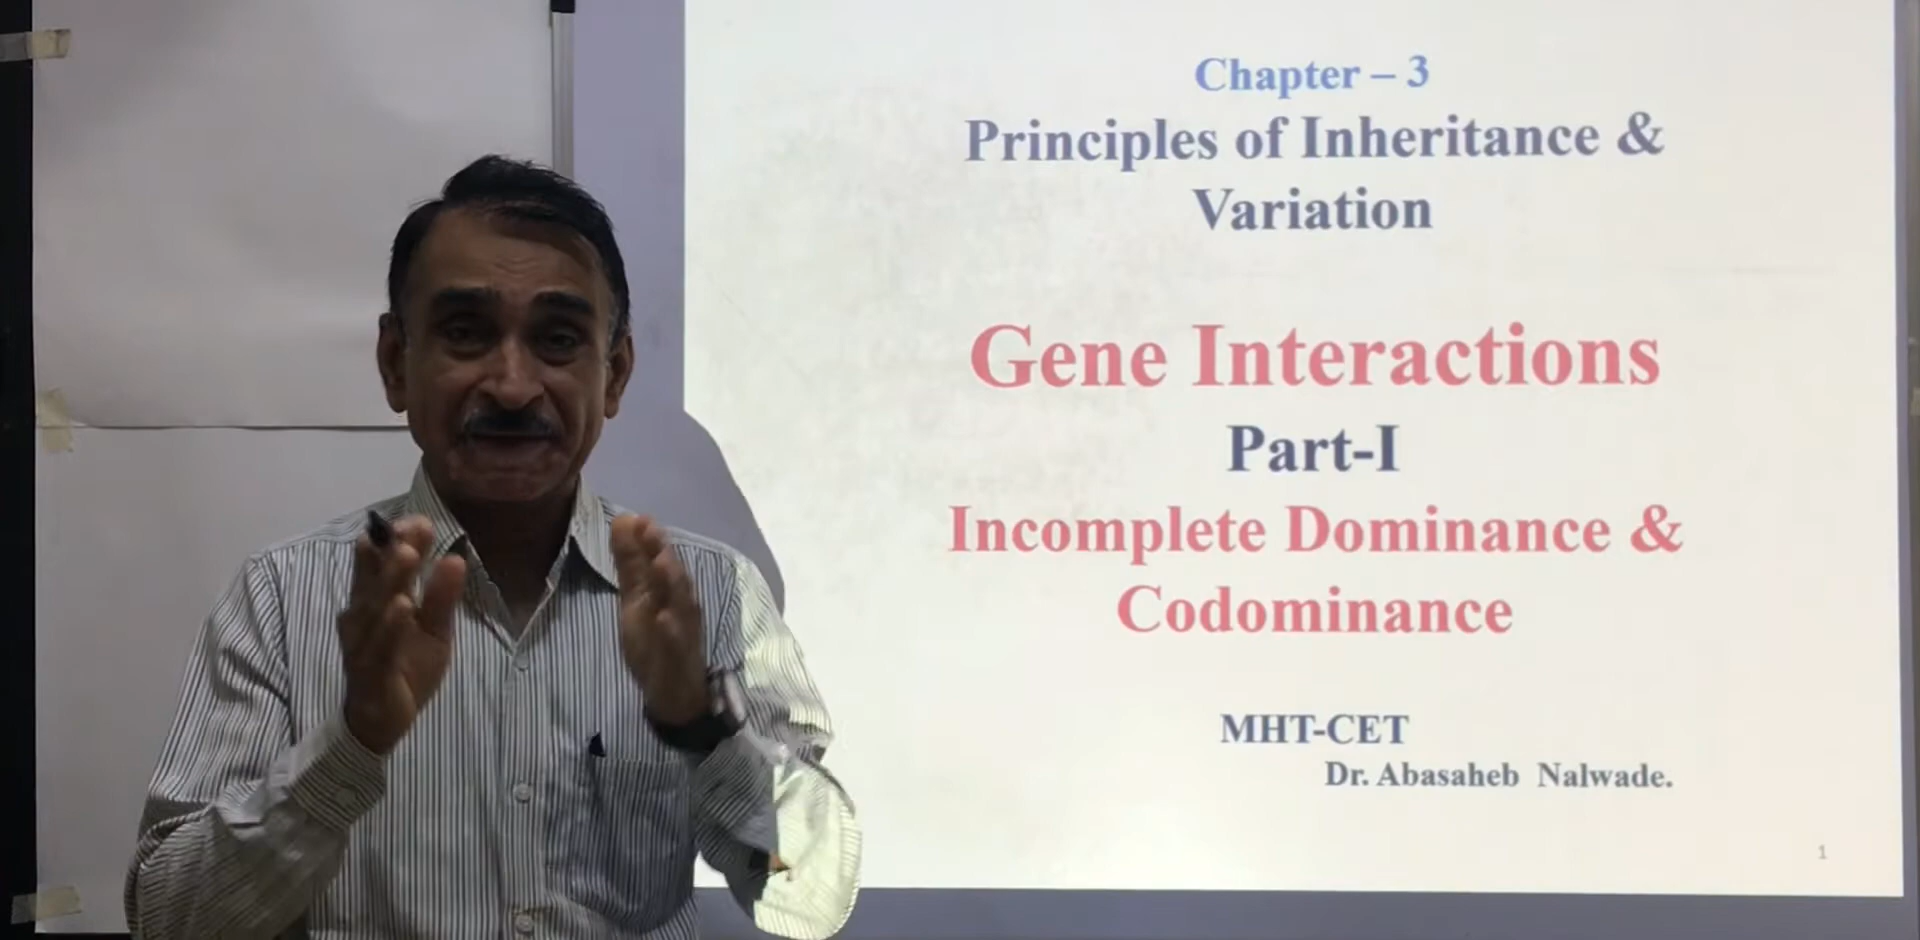 Chapter – 3
Principles of Inheritance &
Variation
Gene Interactions
Part-I
Incomplete Dominance &
Codominance
MHT-CET
Dr. Abasaheb Nalwade.
1